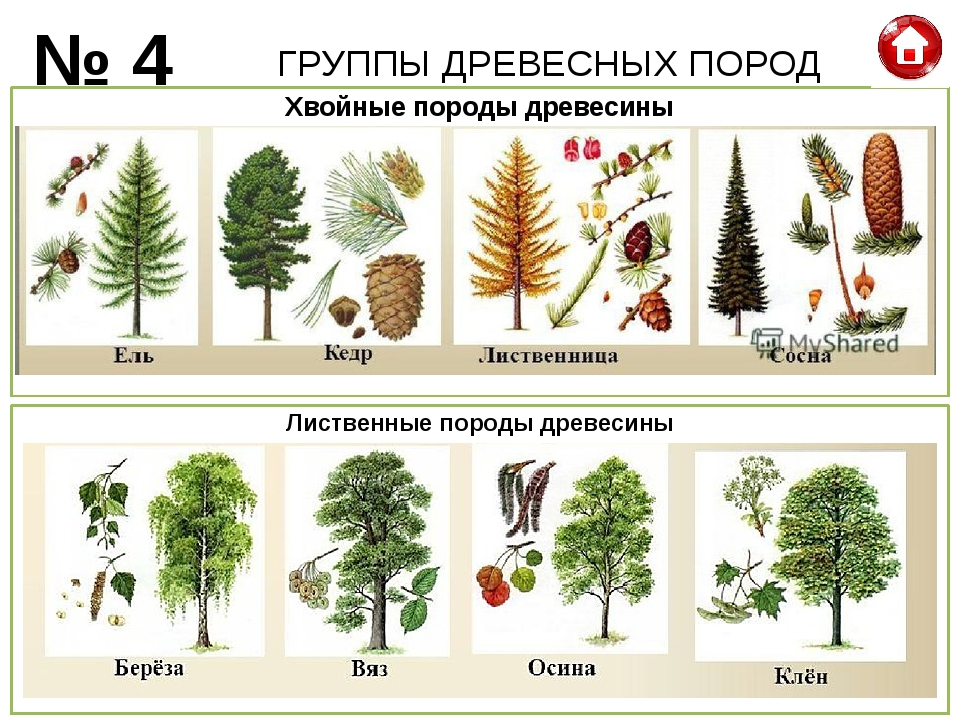 № 4
ГРУППЫ ДРЕВЕСНЫХ ПОРОД
Хвойные породы древесины
Ель Кедр Лиственница Сосна
MyShared
Лиственные породы древесины
Берёза Вяз Осина Клён